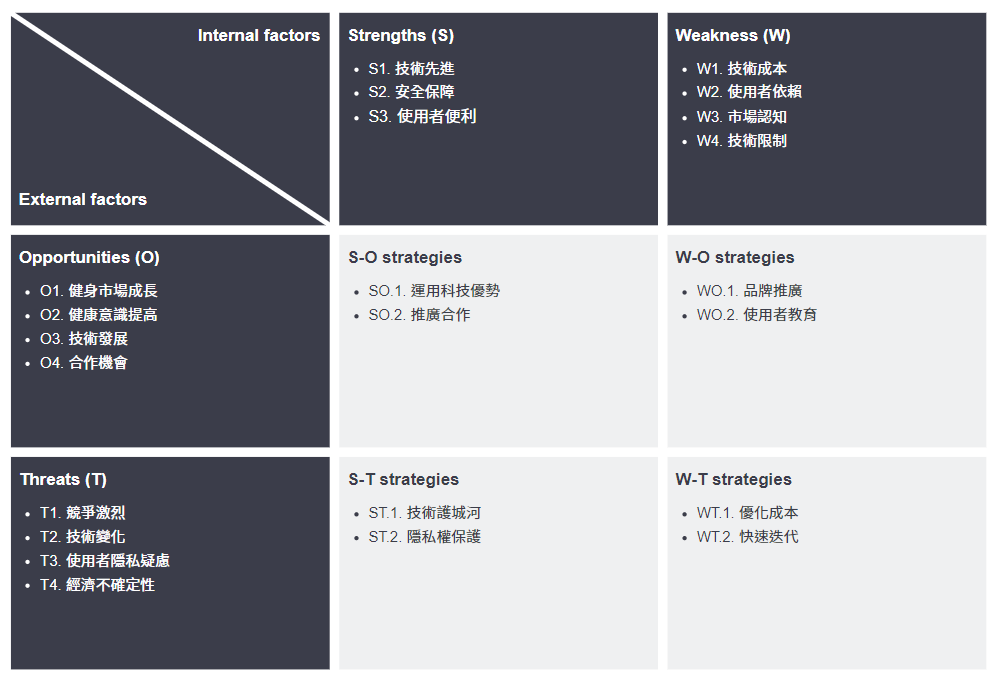 Internal factors
External factors
Strengths (S)
• S1. 技術先進
• S2. 安全保障
• S3. 使用者便利
Weakness (W)
• W1. 技術成本
• W2. 使用者依賴
• W3. 市場認知
• W4. 技術限制
Opportunities (O)
• O1. 健身市場成長
• O2. 健康意識提高
• O3. 技術發展
• O4. 合作機會
S-O strategies
• SO.1. 運用科技優勢
• SO.2. 推廣合作
W-O strategies
• WO.1. 品牌推廣
• WO.2. 使用者教育
Threats (T)
• T1. 競爭激烈
• T2. 技術變化
• T3. 使用者隱私疑慮
• T4. 經濟不確定性
S-T strategies
• ST.1. 技術護城河
• ST.2. 隱私權保護
W-T strategies
• WT.1. 優化成本
• WT.2. 快速迭代